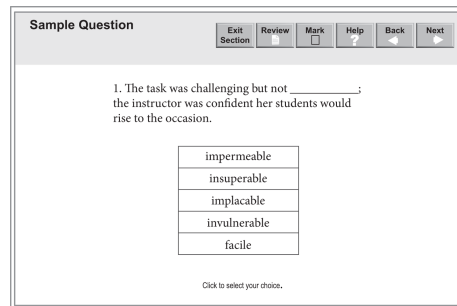 Sample Question
Exit Section
Review
Mark
Help
Back
Next
1. The task was challenging but not ____________;
the instructor was confident her students would
rise to the occasion.
impermeable
insuperable
implacable
invulnerable
facile
Click to select your choice.